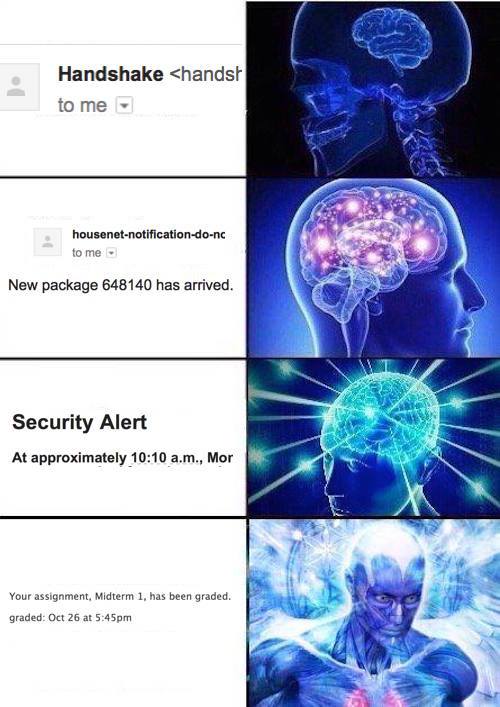 Handshake <handsh
to me
housenet-notification-do-no
to me
New package 648140 has arrived.
Security Alert
At approximately 10:10 a.m., Mor
Your assignment, Midterm 1, has been graded.
graded: Oct 26 at 5:45pm